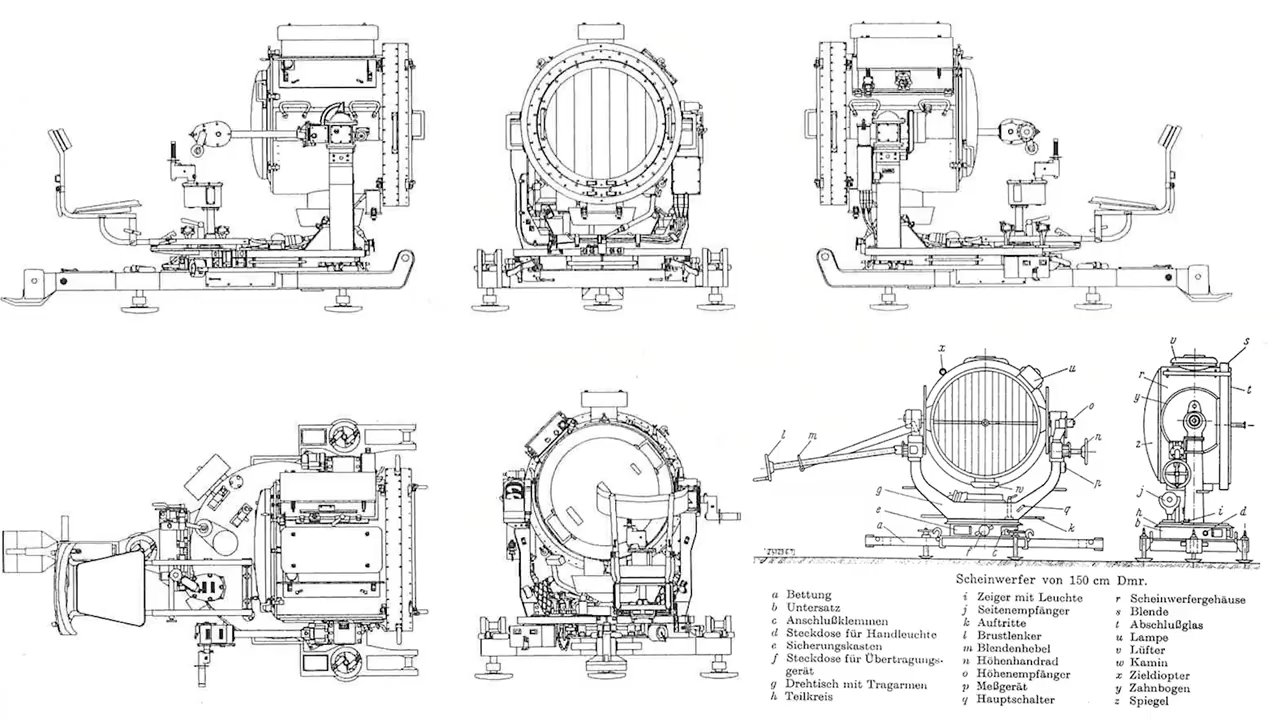 x
u
o
n
l
m
w
p
g
q
e
a
k
f
c
v
s
r
t
y
z
j
h
i
d
b
Scheinwerfer von 150 cm Dmr.
a Bettung
b Untersatz
c Anschlußklemmen
d Steckdose für Handleuchte
e Sicherungskasten
f Steckdose für Übertragungs-
gerät
g Drehtisch mit Tragarmen
h Teilkreis
i Zeiger mit Leuchte
j Seitenempfänger
k Auftritte
l Brustlenker
m Blendenhebel
n Höhenhandrad
o Höhenempfänger
p Meßgerät
q Hauptschalter
r Scheinwerfergehäuse
s Blende
t Abschlußglas
u Lampe
v Lüfter
w Kamin
x Zieldiopter
y Zahnbogen
z Spiegel